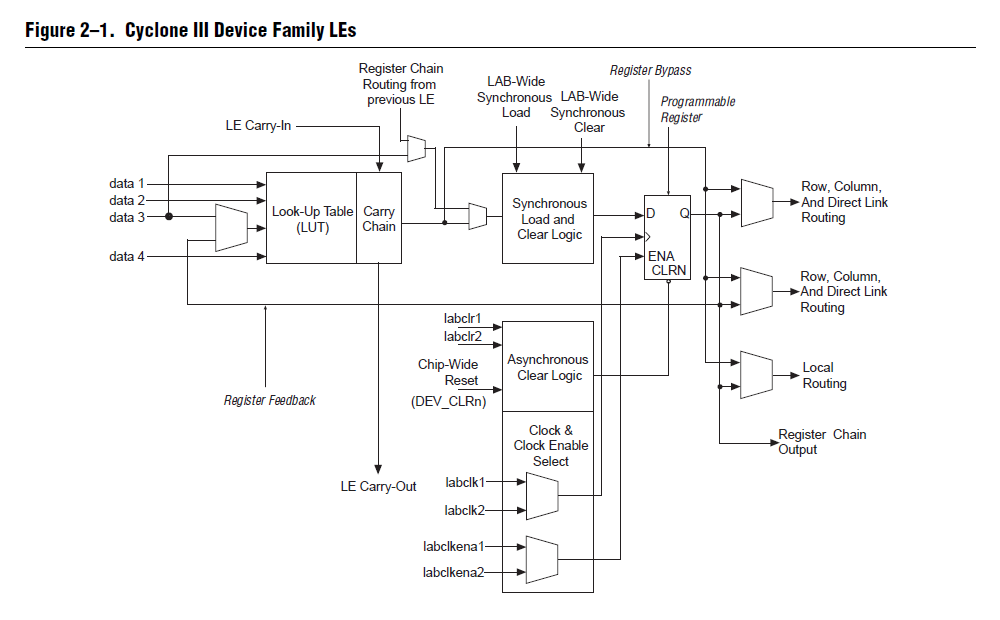 Figure 2–1. Cyclone III Device Family LEs
Register Chain
Routing from
previous LE
LAB-Wide
Synchronous
Load
LAB-Wide
Synchronous
Clear
Register Bypass
Programmable
Register
LE Carry-In
data 1
data 2
data 3
data 4
Look-Up Table
(LUT)
Carry
Chain
Synchronous
Load and
Clear Logic
D
Q
ENA
CLRN
Row, Column,
And Direct Link
Routing
Row, Column,
And Direct Link
Routing
labclr1
labclr2
Chip-Wide
Reset
(DEV_CLRn)
Asynchronous
Clear Logic
Local
Routing
Register Feedback
Clock &
Clock Enable
Select
Register Chain
Output
LE Carry-Out
labclk1
labclk2
labclkena1
labclkena2